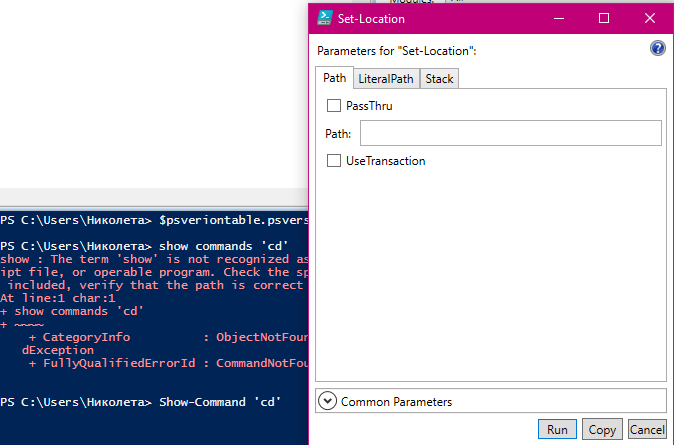 Set-Location
Parameters for "Set-Location":
Path LiteralPath Stack
PassThru
Path:
UseTransaction
Common Parameters
Run Copy Cancel
PS C:\Users\Николета> $psveriontable.psvers
PS C:\Users\Николета> show commands 'cd'
show : The term 'show' is not recognized as
ipt file, or operable program. Check the sp
included, verify that the path is correct
At line:1 char:1
+ show commands 'cd'
+ ~~~~
+ CategoryInfo : ObjectNotFoun
dException
+ FullyQualifiedErrorId : CommandNotFou
PS C:\Users\Николета> Show-Command 'cd'